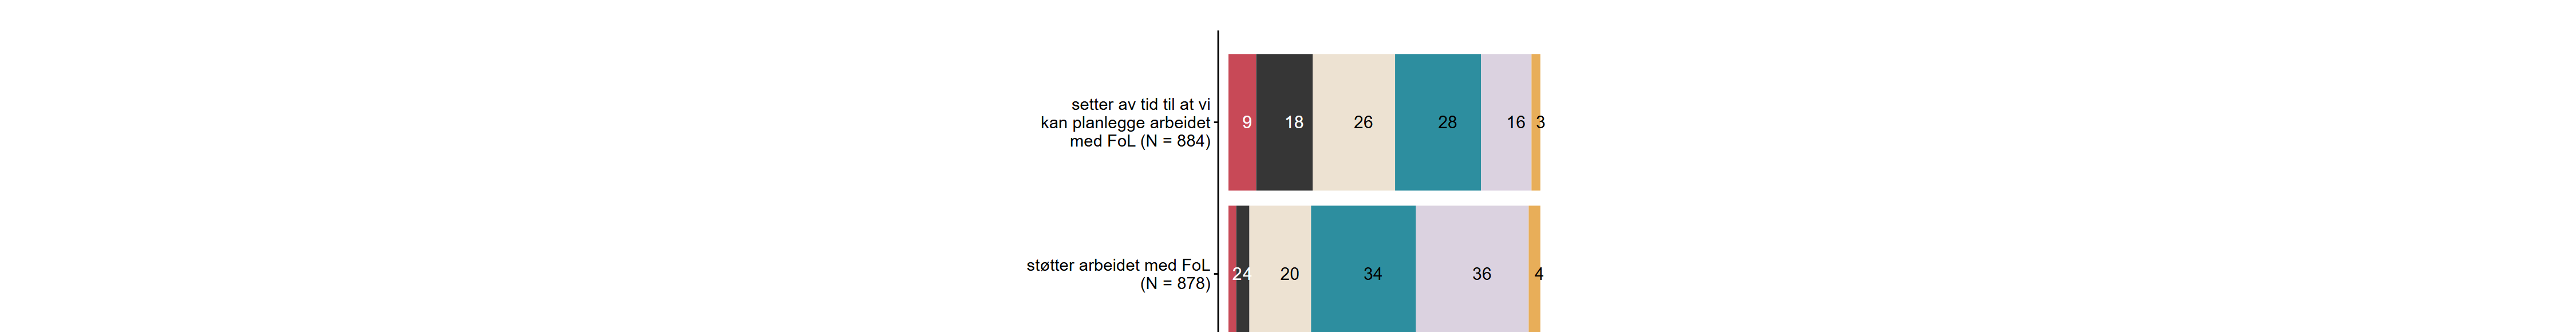 setter av tid til at vi
kan planlegge arbeidet
med FoL (N = 884)
9 18 26 28 16 3
støtter arbeidet med FoL
(N = 878)
2 4 20 34 36 4